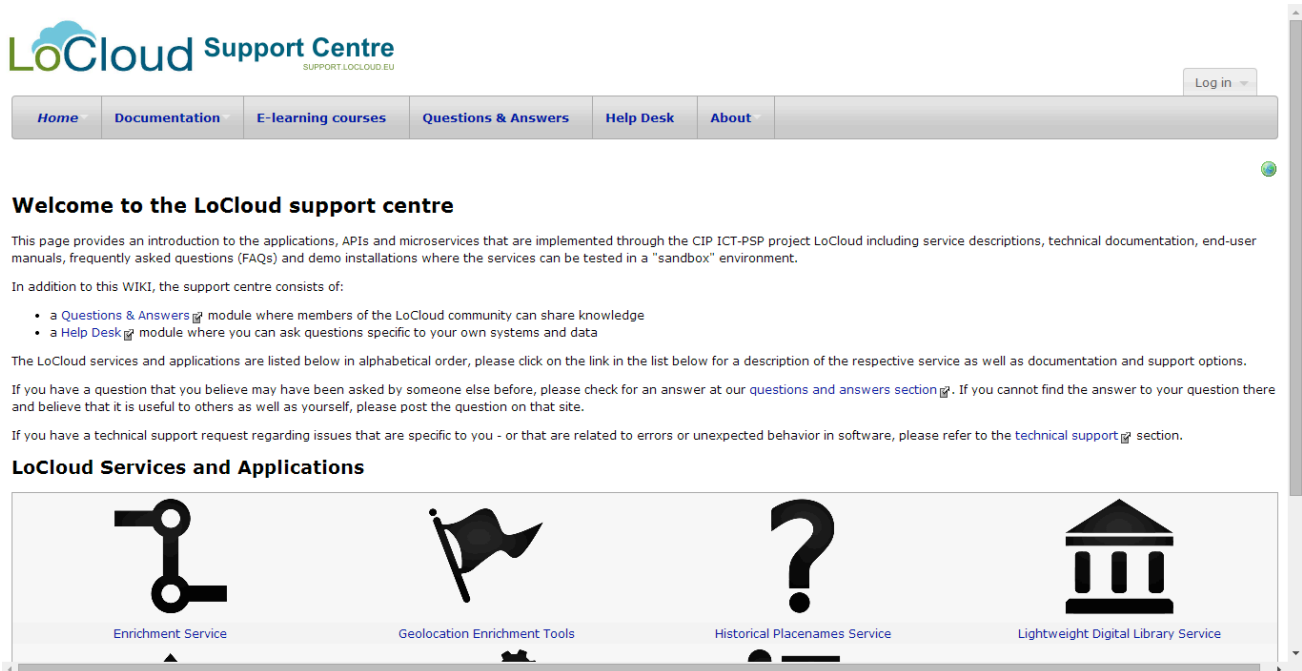 LoCloud Support Centre
SUPPORT.LOCLOUD.EU
Log in
Home Documentation E-learning courses Questions & Answers Help Desk About
Welcome to the LoCloud support centre
This page provides an introduction to the applications, APIs and microservices that are implemented through the CIP ICT-PSP project LoCloud including service descriptions, technical documentation, end-user
manuals, frequently asked questions (FAQs) and demo installations where the services can be tested in a "sandbox" environment.
In addition to this WIKI, the support centre consists of:
• a Questions & Answers module where members of the LoCloud community can share knowledge
• a Help Desk module where you can ask questions specific to your own systems and data
The LoCloud services and applications are listed below in alphabetical order, please click on the link in the list below for a description of the respective service as well as documentation and support options.
If you have a question that you believe may have been asked by someone else before, please check for an answer at our questions and answers section. If you cannot find the answer to your question there
and believe that it is useful to others as well as yourself, please post the question on that site.
If you have a technical support request regarding issues that are specific to you - or that are related to errors or unexpected behavior in software, please refer to the technical support section.
LoCloud Services and Applications
Enrichment Service Geolocation Enrichment Tools Historical Placenames Service Lightweight Digital Library Service